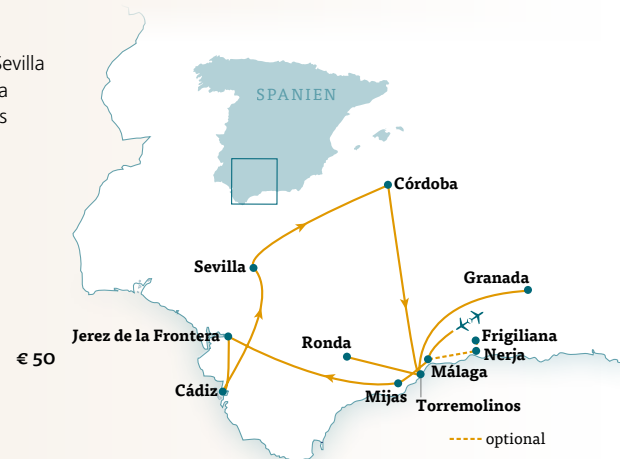 Sevilla
a
s
SPANIEN
Córdoba
Sevilla
Granada
Jerez de la Frontera
Ronda
Frigiliana
Nerja
€ 50
Málaga
Cádiz
Mijas
Torremolinos
optional